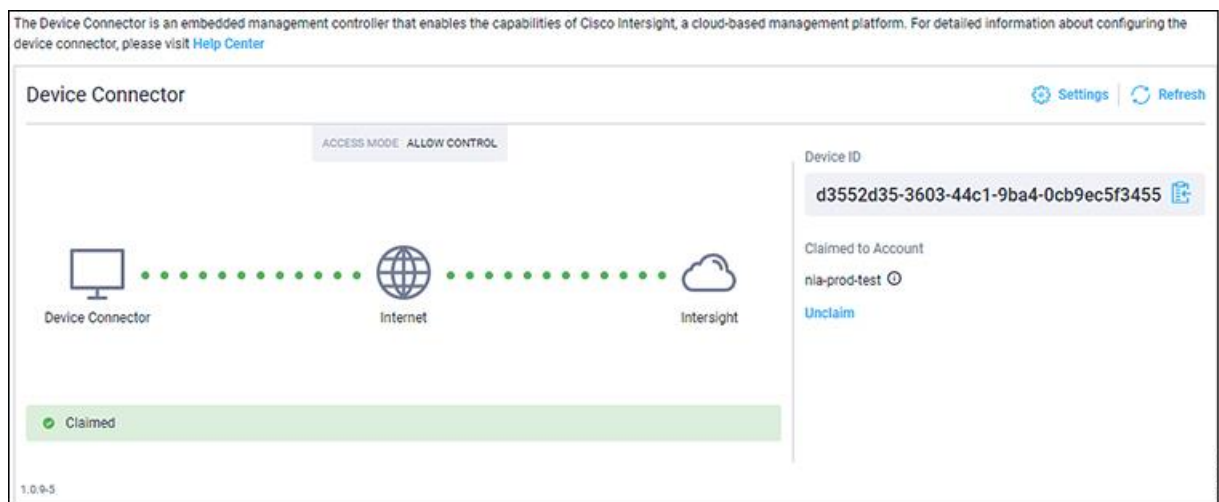 The Device Connector is an embedded management controller that enables the capabilities of Cisco Intersight, a cloud-based management platform. For detailed information about configuring the
device connector, please visit Help Center
Device Connector
Settings
Refresh
ACCESS MODE ALLOW CONTROL
Device Connector
Internet
Intersight
Claimed
Device ID
d3552d35-3603-44c1-9ba4-0cb9ec5f3455
Claimed to Account
nia-prod-test
Unclaim
1.0.9-5